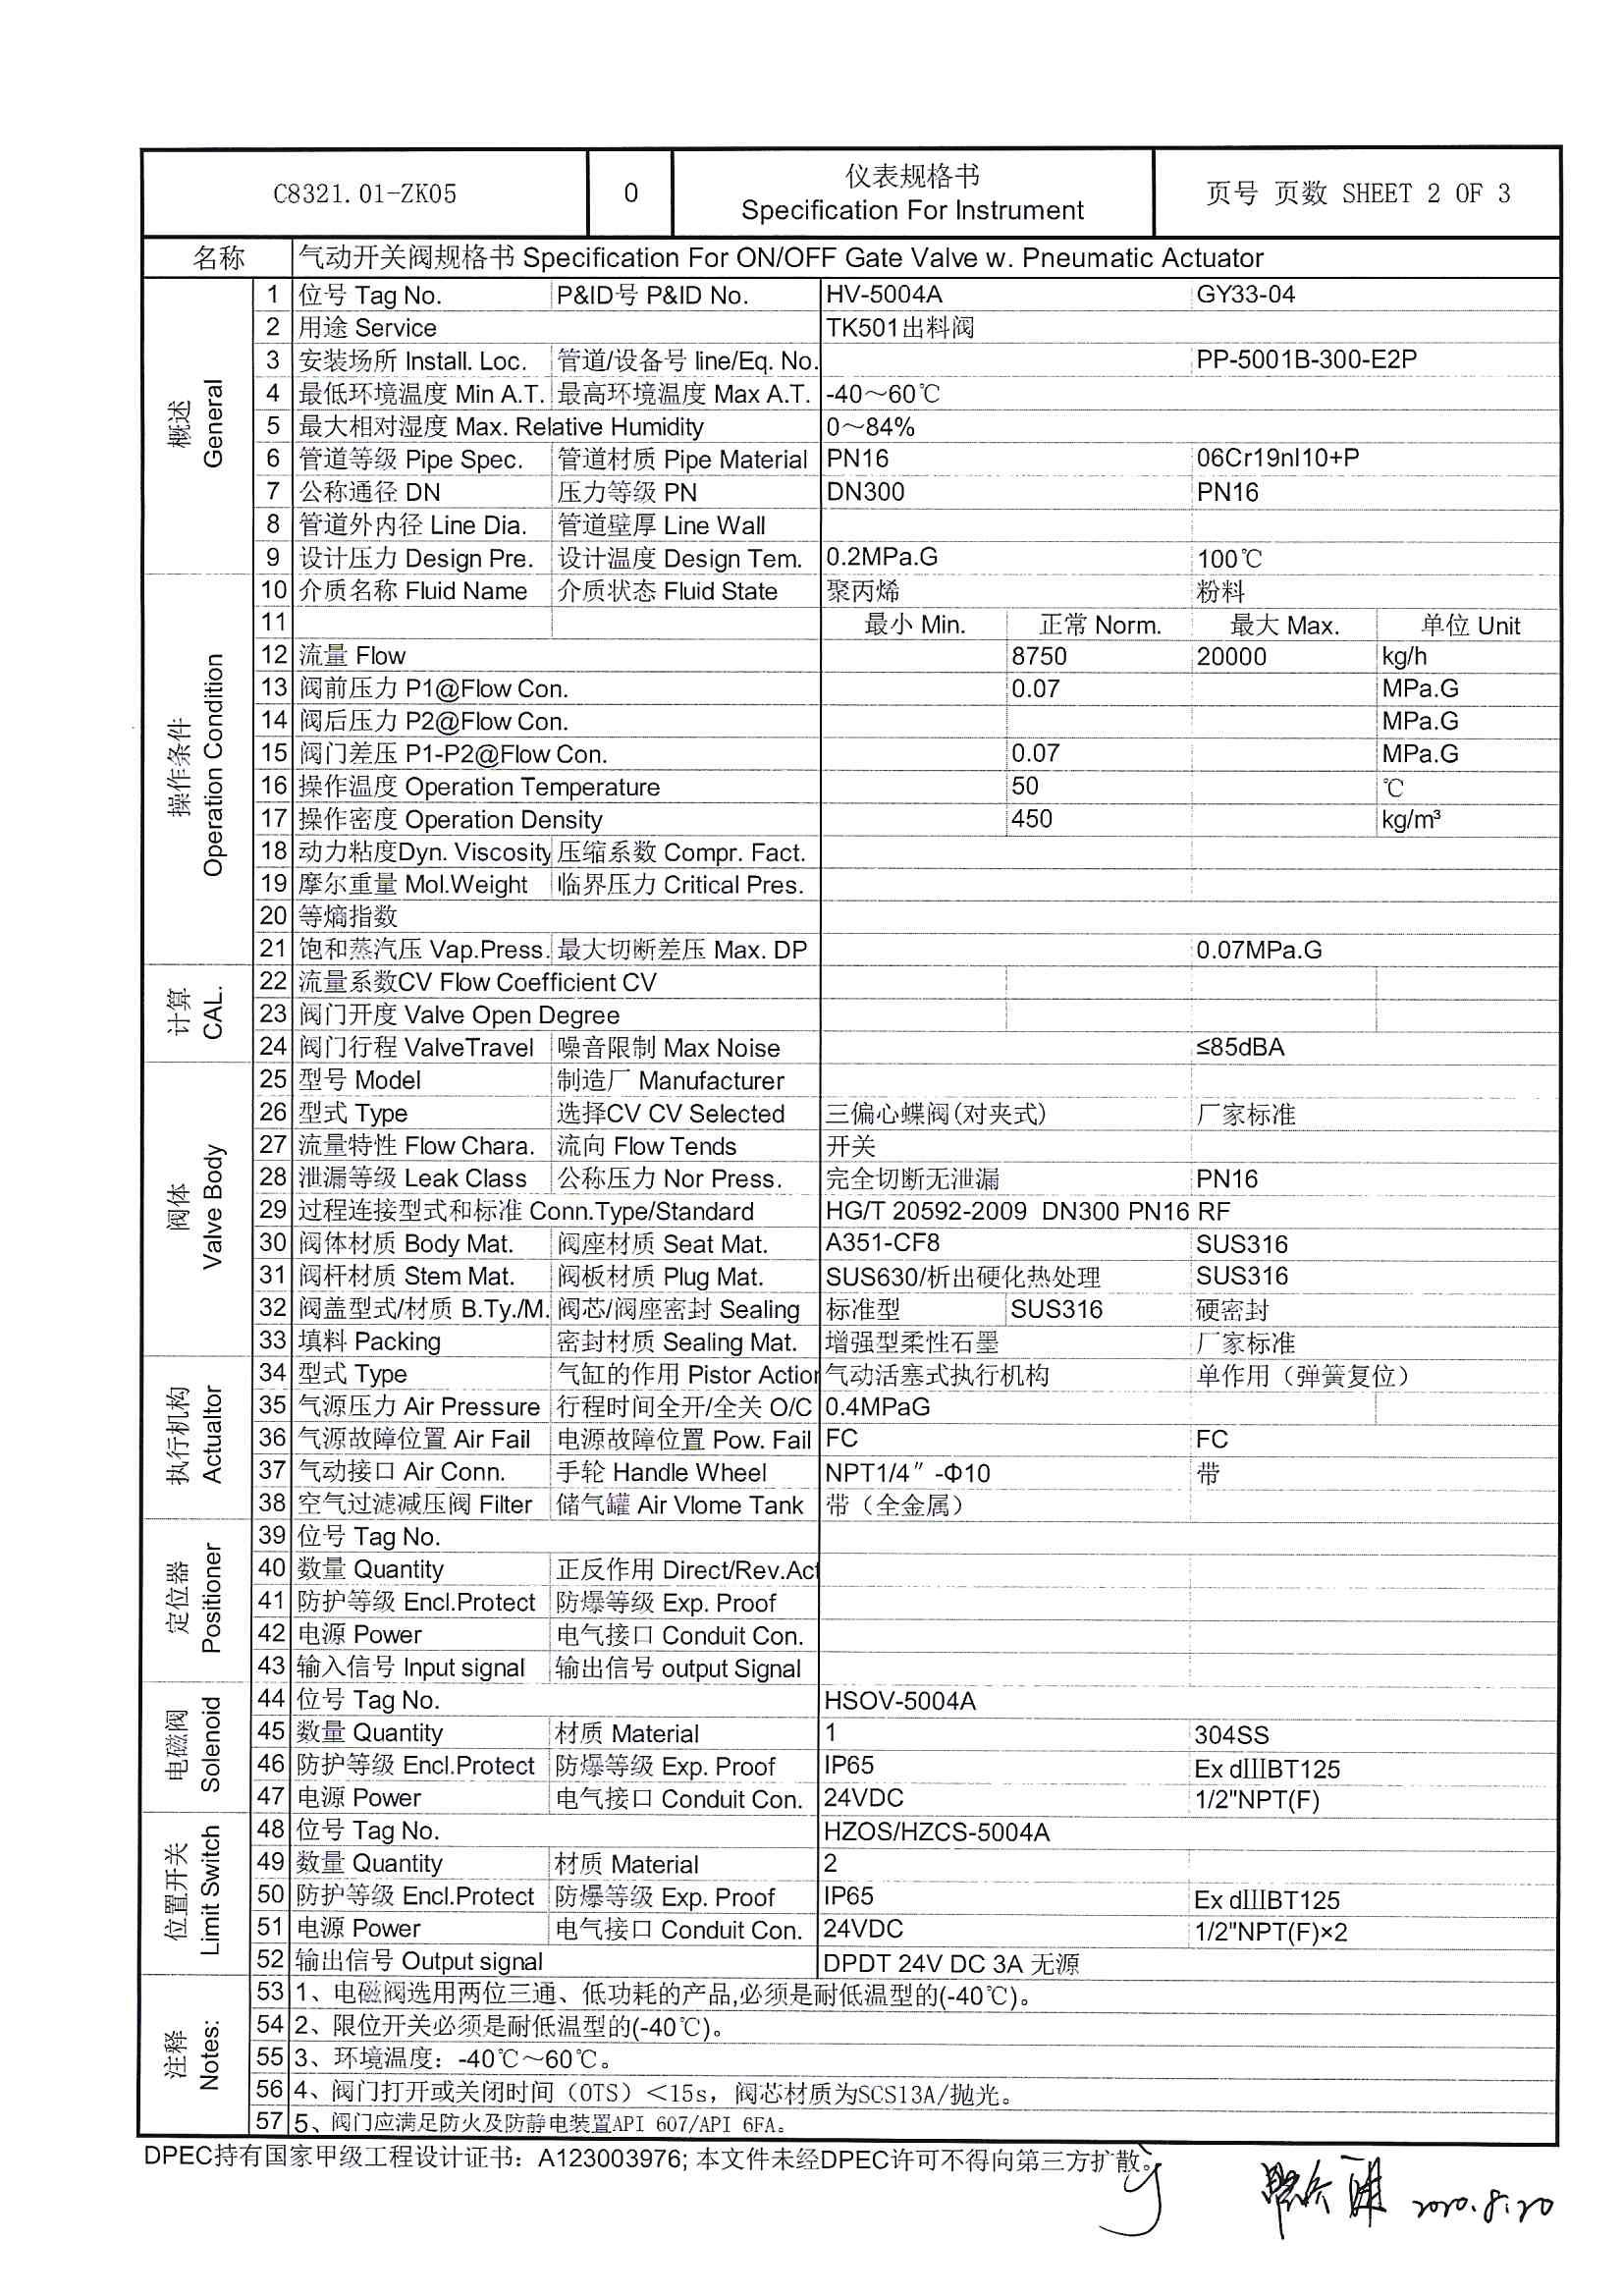 C8321.01-ZK05 0 仪表规格书 Specification For Instrument 页号 页数 SHEET 2 OF 3
名称 气动开关阀规格书 Specification For ON/OFF Gate Valve w. Pneumatic Actuator
概述 General
1 位号 Tag No. P&ID号 P&ID No. HV-5004A GY33-04
2 用途 Service TK501出料阀
3 安装场所 Install. Loc. 管道/设备号 line/Eq. No. PP-5001B-300-E2P
4 最低环境温度 Min A.T. 最高环境温度 Max A.T. -40～60℃
5 最大相对湿度 Max. Relative Humidity 0～84%
6 管道等级 Pipe Spec. 管道材质 Pipe Material PN16 06Cr19nI10+P
7 公称通径 DN 压力等级 PN DN300 PN16
8 管道外内径 Line Dia. 管道壁厚 Line Wall
9 设计压力 Design Pre. 设计温度 Design Tem. 0.2MPa.G 100℃
操作条件 Operation Condition
10 介质名称 Fluid Name 介质状态 Fluid State 聚丙烯 粉料
11 最小 Min. 正常 Norm. 最大 Max. 单位 Unit
12 流量 Flow 8750 20000 kg/h
13 阀前压力 P1@Flow Con. 0.07 MPa.G
14 阀后压力 P2@Flow Con. MPa.G
15 阀门差压 P1-P2@Flow Con. 0.07 MPa.G
16 操作温度 Operation Temperature 50 ℃
17 操作密度 Operation Density 450 kg/m³
18 动力粘度Dyn. Viscosity 压缩系数 Compr. Fact.
19 摩尔重量 Mol.Weight 临界压力 Critical Pres.
20 等熵指数
21 饱和蒸汽压 Vap.Press. 最大切断差压 Max. DP 0.07MPa.G
计算 CAL.
22 流量系数CV Flow Coefficient CV
23 阀门开度 Valve Open Degree
24 阀门行程 ValveTravel 噪音限制 Max Noise ≤85dBA
阀体 Valve Body
25 型号 Model 制造厂 Manufacturer
26 型式 Type 选择CV CV Selected 三偏心蝶阀(对夹式) 厂家标准
27 流量特性 Flow Chara. 流向 Flow Tends 开关
28 泄漏等级 Leak Class 公称压力 Nor Press. 完全切断无泄漏 PN16
29 过程连接型式和标准 Conn.Type/Standard HG/T 20592-2009 DN300 PN16 RF
30 阀体材质 Body Mat. 阀座材质 Seat Mat. A351-CF8 SUS316
31 阀杆材质 Stem Mat. 阀板材质 Plug Mat. SUS630/析出硬化热处理 SUS316
32 阀盖型式/材质 B.Ty./M. 阀芯/阀座密封 Sealing 标准型 SUS316 硬密封
33 填料 Packing 密封材质 Sealing Mat. 增强型柔性石墨 厂家标准
执行机构 Actualtor
34 型式 Type 气缸的作用 Pistor Action 气动活塞式执行机构 单作用（弹簧复位）
35 气源压力 Air Pressure 行程时间全开/全关 O/C 0.4MPaG
36 气源故障位置 Air Fail 电源故障位置 Pow. Fail FC FC
37 气动接口 Air Conn. 手轮 Handle Wheel NPT1/4″-Φ10 带
38 空气过滤减压阀 Filter 储气罐 Air Vlome Tank 带（全金属）
定位器 Positioner
39 位号 Tag No.
40 数量 Quantity 正反作用 Direct/Rev.Act
41 防护等级 Encl.Protect 防爆等级 Exp. Proof
42 电源 Power 电气接口 Conduit Con.
43 输入信号 Input signal 输出信号 output Signal
电磁阀 Solenoid
44 位号 Tag No. HSOV-5004A
45 数量 Quantity 材质 Material 1 304SS
46 防护等级 Encl.Protect 防爆等级 Exp. Proof IP65 Ex dⅢBT125
47 电源 Power 电气接口 Conduit Con. 24VDC 1/2"NPT(F)
位置开关 Limit Switch
48 位号 Tag No. HZOS/HZCS-5004A
49 数量 Quantity 材质 Material 2
50 防护等级 Encl.Protect 防爆等级 Exp. Proof IP65 Ex dⅢBT125
51 电源 Power 电气接口 Conduit Con. 24VDC 1/2"NPT(F)×2
52 输出信号 Output signal DPDT 24V DC 3A 无源
注释 Notes:
53 1、电磁阀选用两位三通、低功耗的产品,必须是耐低温型的(-40℃)。
54 2、限位开关必须是耐低温型的(-40℃)。
55 3、环境温度：-40℃～60℃。
56 4、阀门打开或关闭时间（OTS）＜15s，阀芯材质为SCS13A/抛光。
57 5、阀门应满足防火及防静电装置API 607/API 6FA。
DPEC持有国家甲级工程设计证书：A123003976; 本文件未经DPEC许可不得向第三方扩散。
2020.8.20